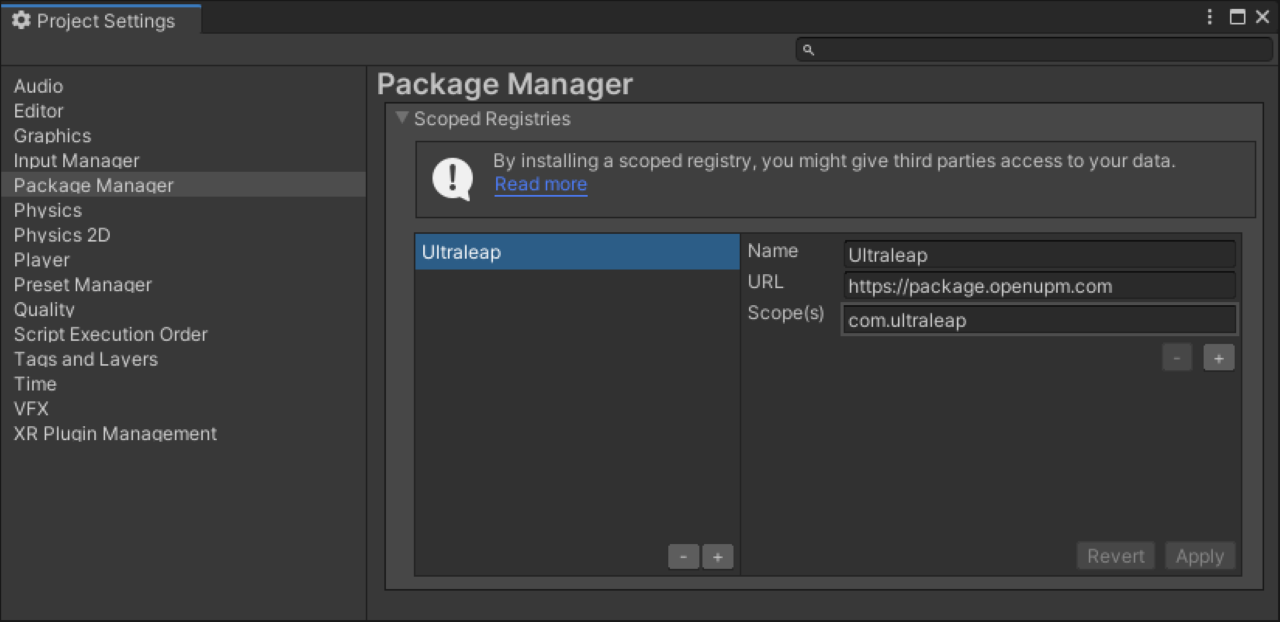 Project Settings
Audio
Editor
Graphics
Input Manager
Package Manager
Physics
Physics 2D
Player
Preset Manager
Quality
Script Execution Order
Tags and Layers
Time
VFX
XR Plugin Management
Package Manager
Scoped Registries
By installing a scoped registry, you might give third parties access to your data.
Read more
Ultraleap
Name Ultraleap
URL https://package.openupm.com
Scope(s) com.ultraleap
- +
- +
Revert Apply